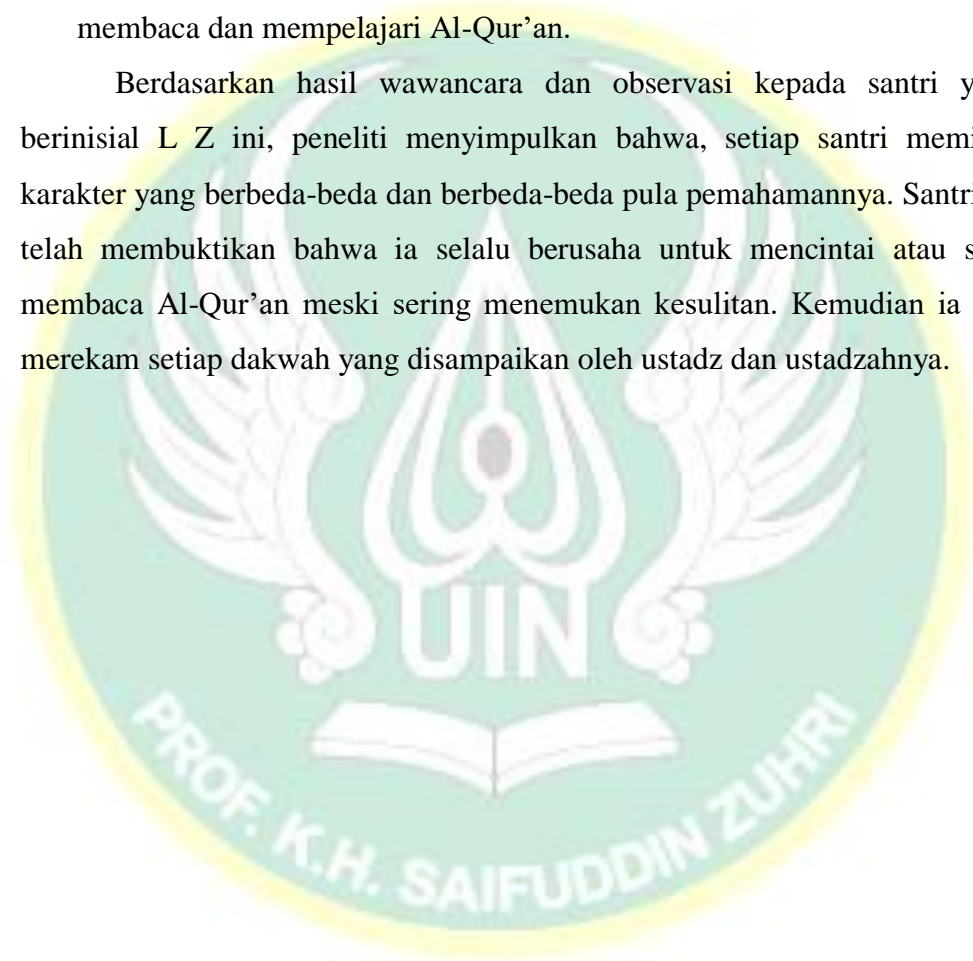 membaca dan mempelajari Al-Qur’an.
Berdasarkan hasil wawancara dan observasi kepada santri y
berinisial L Z ini, peneliti menyimpulkan bahwa, setiap santri memi
karakter yang berbeda-beda dan berbeda-beda pula pemahamannya. Santri
telah membuktikan bahwa ia selalu berusaha untuk mencintai atau s
membaca Al-Qur’an meski sering menemukan kesulitan. Kemudian ia
merekam setiap dakwah yang disampaikan oleh ustadz dan ustadzahnya.
UIN
PROF. K.H. SAIFUDDIN ZUHRI